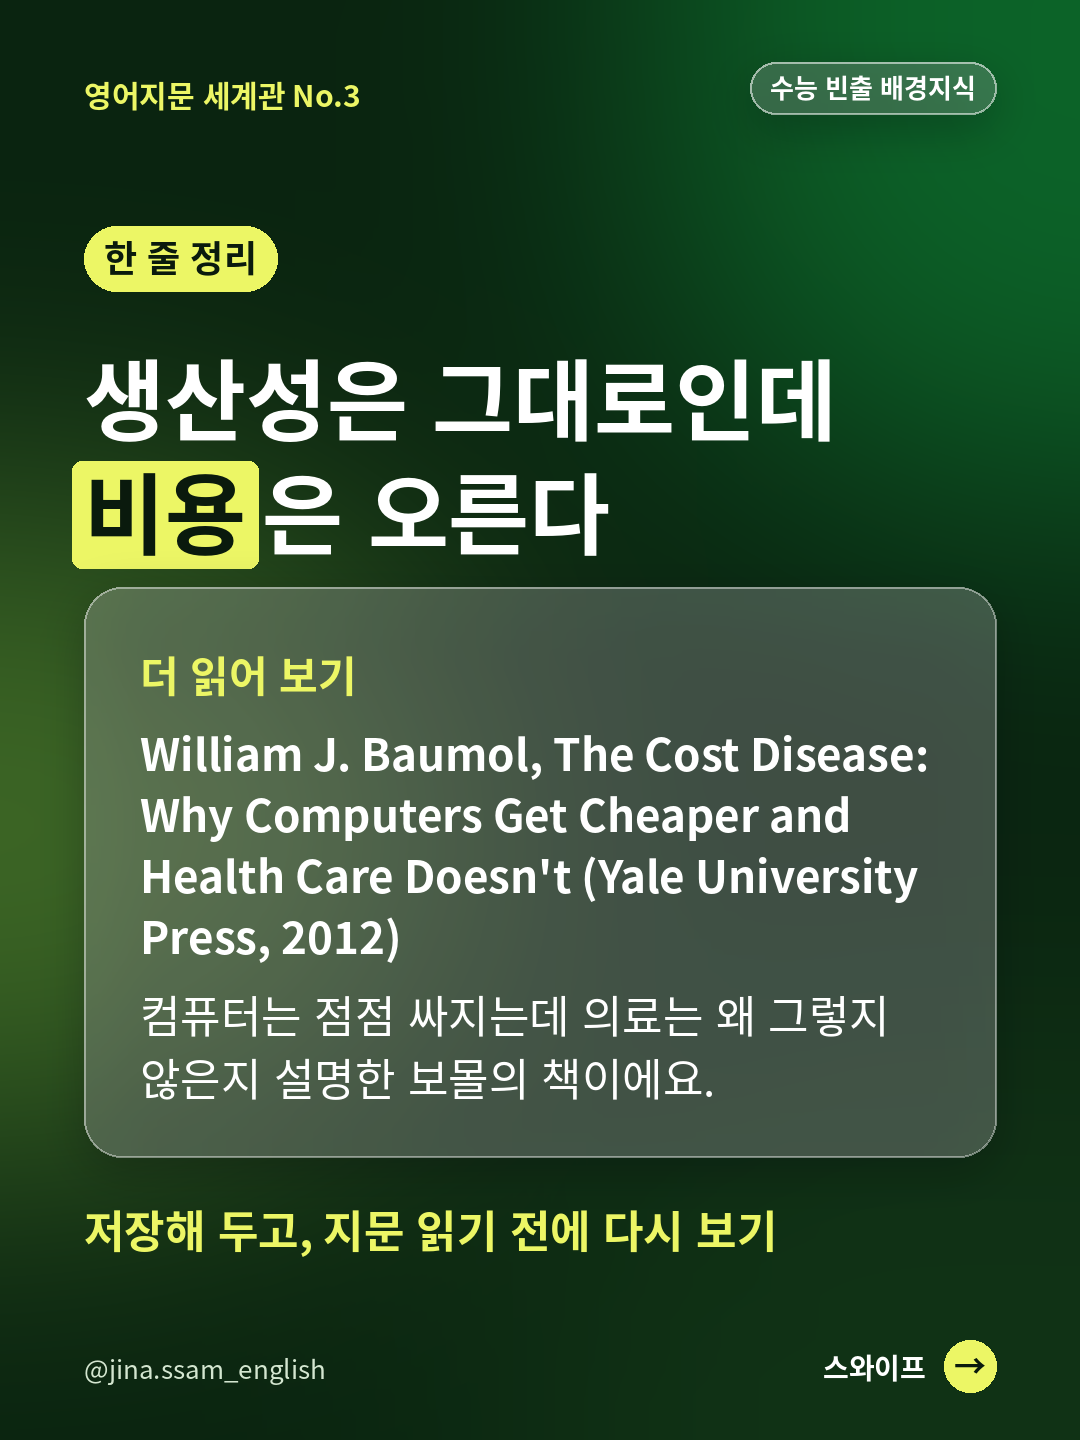 영어지문 세계관 No.3
수능 빈출 배경지식
한 줄 정리
생산성은 그대로인데
비용은 오른다
더 읽어 보기
William J. Baumol, The Cost Disease:
Why Computers Get Cheaper and
Health Care Doesn't (Yale University
Press, 2012)
컴퓨터는 점점 싸지는데 의료는 왜 그렇지
않은지 설명한 보몰의 책이에요.
저장해 두고, 지문 읽기 전에 다시 보기
@jina.ssam_english
스와이프 →